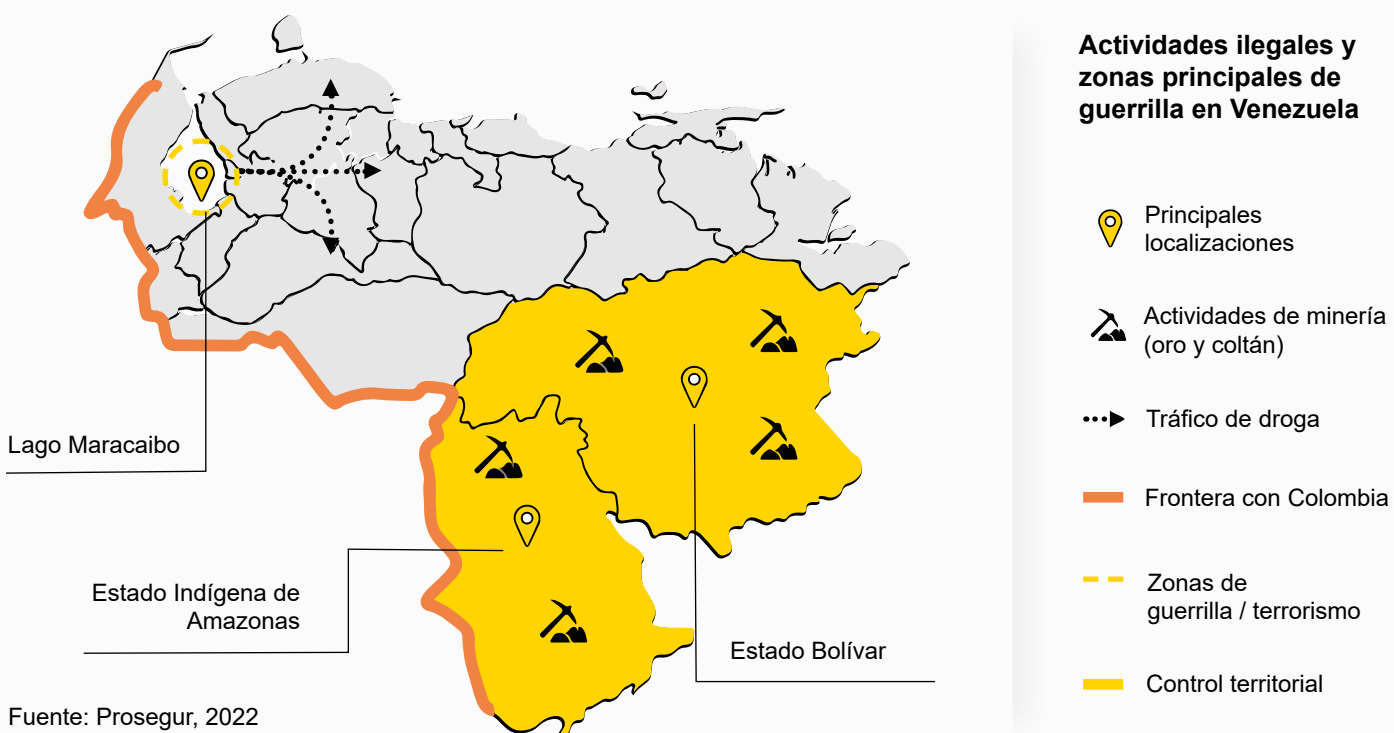 Actividades ilegales y
zonas principales de
guerrilla en Venezuela
Principales
localizaciones
Actividades de minería
(oro y coltán)
Tráfico de droga
Frontera con Colombia
Zonas de
guerrilla / terrorismo
Control territorial
Lago Maracaibo
Estado Indígena de
Amazonas
Estado Bolívar
Fuente: Prosegur, 2022